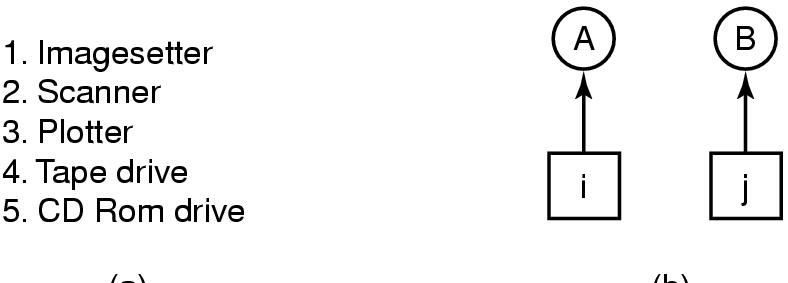 1. Imagesetter
2. Scanner
3. Plotter
4. Tape drive
5. CD Rom drive
A B
i j
(a) (b)